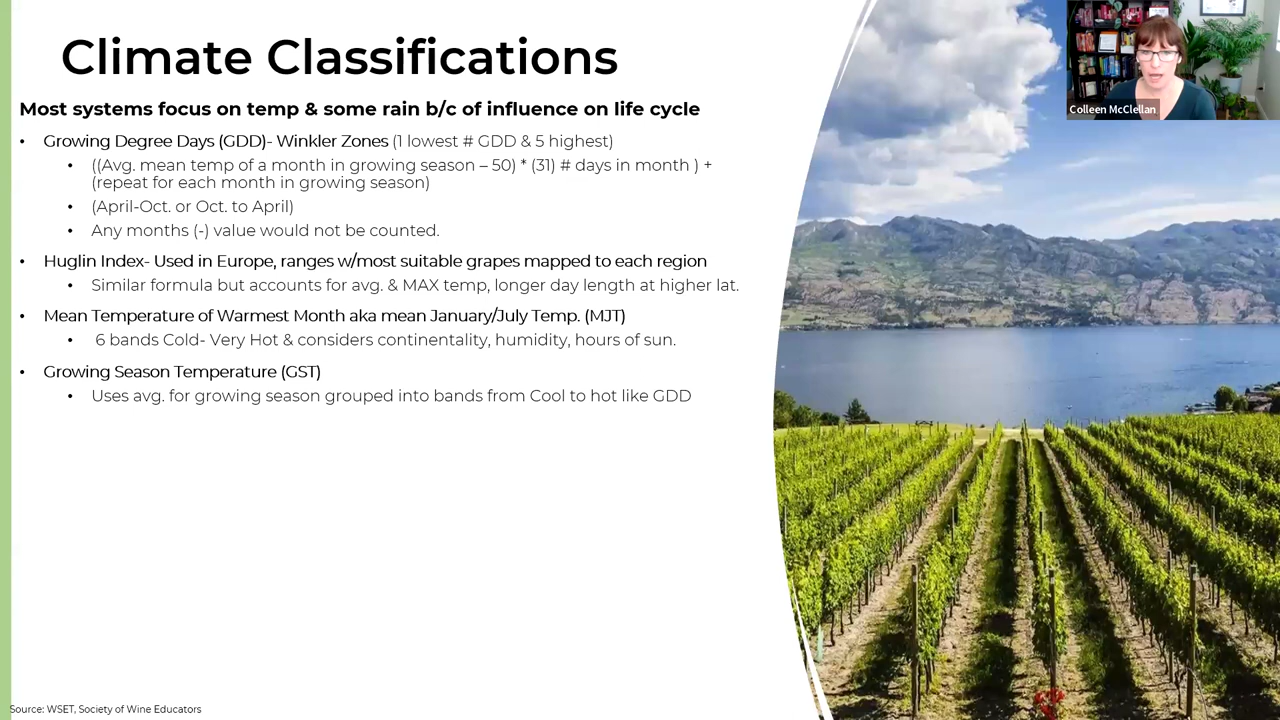 Climate Classifications
Most systems focus on temp & some rain b/c of influence on life cycle
• Growing Degree Days (GDD)- Winkler Zones (1 lowest # GDD & 5 highest)
• ((Avg. mean temp of a month in growing season – 50) * (31) # days in month ) +
(repeat for each month in growing season)
• (April-Oct. or Oct. to April)
• Any months (-) value would not be counted.
• Huglin Index- Used in Europe, ranges w/most suitable grapes mapped to each region
• Similar formula but accounts for avg. & MAX temp, longer day length at higher lat.
• Mean Temperature of Warmest Month aka mean January/July Temp. (MJT)
• 6 bands Cold- Very Hot & considers continentality, humidity, hours of sun.
• Growing Season Temperature (GST)
• Uses avg. for growing season grouped into bands from Cool to hot like GDD
Source: WSET, Society of Wine Educators
Colleen McClellan